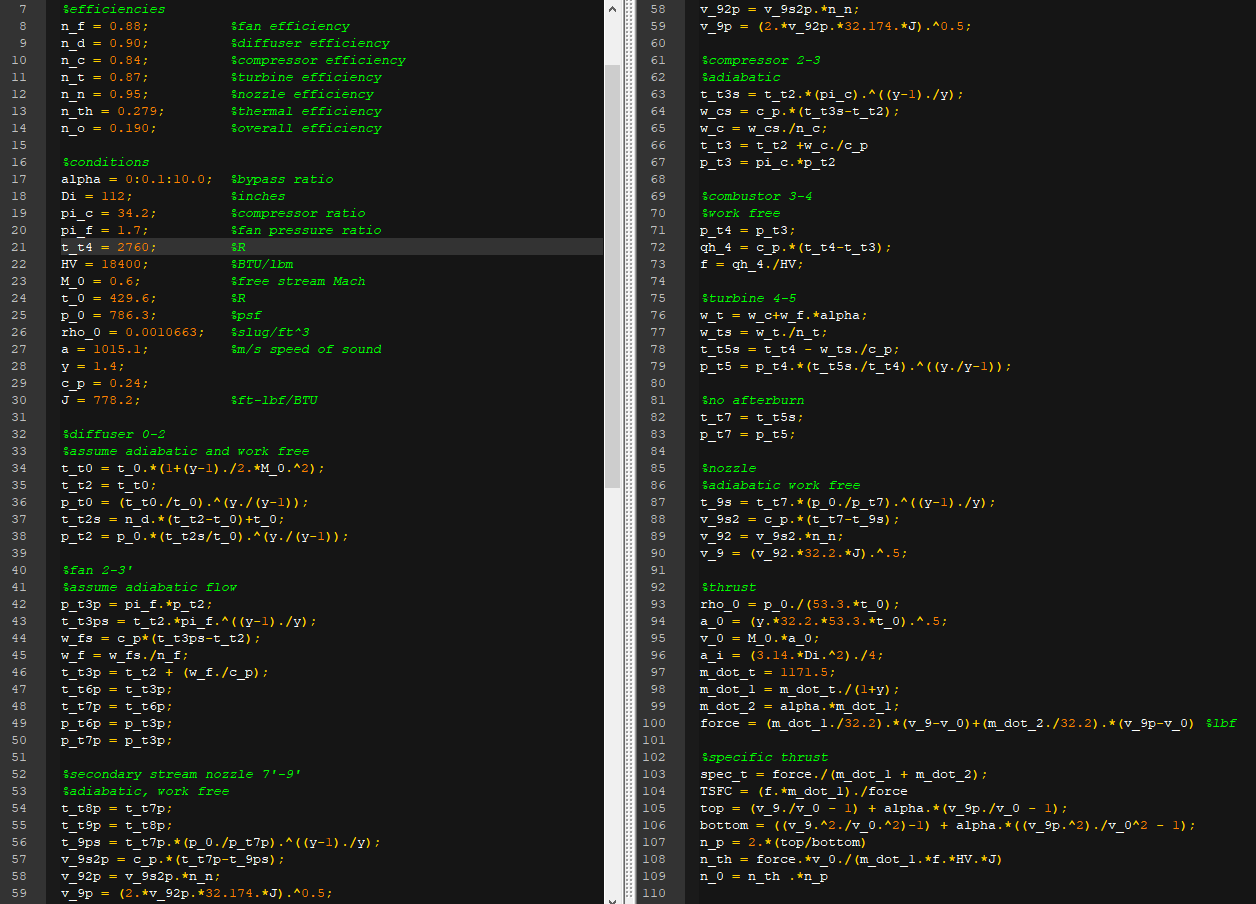 7 %efficiencies
8 n_f = 0.88; %fan efficiency
9 n_d = 0.90; %diffuser efficiency
10 n_c = 0.84; %compressor efficiency
11 n_t = 0.87; %turbine efficiency
12 n_n = 0.95; %nozzle efficiency
13 n_th = 0.279; %thermal efficiency
14 n_o = 0.190; %overall efficiency
15
16 %conditions
17 alpha = 0:0.1:10.0; %bypass ratio
18 Di = 112; %inches
19 pi_c = 34.2; %compressor ratio
20 pi_f = 1.7; %fan pressure ratio
21 t_t4 = 2760; %R
22 HV = 18400; %BTU/lbm
23 M_0 = 0.6; %free stream Mach
24 t_0 = 429.6; %R
25 p_0 = 786.3; %psf
26 rho_0 = 0.0010663; %slug/ft^3
27 a = 1015.1; %m/s speed of sound
28 y = 1.4;
29 c_p = 0.24;
30 J = 778.2; %ft-lbf/BTU
31
32 %diffuser 0-2
33 %assume adiabatic and work free
34 t_t0 = t_0.*(1+(y-1)./2.*M_0.^2);
35 t_t2 = t_t0;
36 p_t0 = (t_t0./t_0).^(y./(y-1));
37 t_t2s = n_d.*(t_t2-t_0)+t_0;
38 p_t2 = p_0.*(t_t2s/t_0).^(y./(y-1));
39
40 %fan 2-3'
41 %assume adiabatic flow
42 p_t3p = pi_f.*p_t2;
43 t_t3ps = t_t2.*pi_f.^((y-1)./y);
44 w_fs = c_p*(t_t3ps-t_t2);
45 w_f = w_fs./n_f;
46 t_t3p = t_t2 + (w_f./c_p);
47 t_t6p = t_t3p;
48 t_t7p = t_t6p;
49 p_t6p = p_t3p;
50 p_t7p = p_t3p;
51
52 %secondary stream nozzle 7'-9'
53 %adiabatic, work free
54 t_t8p = t_t7p;
55 t_t9p = t_t8p;
56 t_9ps = t_t7p.*(p_0./p_t7p).^((y-1)./y);
57 v_9s2p = c_p.*(t_t7p-t_9ps);
58 v_92p = v_9s2p.*n_n;
59 v_9p = (2.*v_92p.*32.174.*J).^0.5;
58 v_92p = v_9s2p.*n_n;
59 v_9p = (2.*v_92p.*32.174.*J).^0.5;
60
61 %compressor 2-3
62 %adiabatic
63 t_t3s = t_t2.*(pi_c).^((y-1)./y);
64 w_cs = c_p.*(t_t3s-t_t2);
65 w_c = w_cs./n_c;
66 t_t3 = t_t2 +w_c./c_p
67 p_t3 = pi_c.*p_t2
68
69 %combustor 3-4
70 %work free
71 p_t4 = p_t3;
72 qh_4 = c_p.*(t_t4-t_t3);
73 f = qh_4./HV;
74
75 %turbine 4-5
76 w_t = w_c+w_f.*alpha;
77 w_ts = w_t./n_t;
78 t_t5s = t_t4 - w_ts./c_p;
79 p_t5 = p_t4.*(t_t5s./t_t4).^((y./y-1));
80
81 %no afterburn
82 t_t7 = t_t5s;
83 p_t7 = p_t5;
84
85 %nozzle
86 %adiabatic work free
87 t_9s = t_t7.*(p_0./p_t7).^((y-1)./y);
88 v_9s2 = c_p.*(t_t7-t_9s);
89 v_92 = v_9s2.*n_n;
90 v_9 = (v_92.*32.2.*J).^.5;
91
92 %thrust
93 rho_0 = p_0./(53.3.*t_0);
94 a_0 = (y.*32.2.*53.3.*t_0).^.5;
95 v_0 = M_0.*a_0;
96 a_i = (3.14.*Di.^2)./4;
97 m_dot_t = 1171.5;
98 m_dot_1 = m_dot_t./(1+y);
99 m_dot_2 = alpha.*m_dot_1;
100 force = (m_dot_1./32.2).*(v_9-v_0)+(m_dot_2./32.2).*(v_9p-v_0) %lbf
101
102 %specific thrust
103 spec_t = force./(m_dot_1 + m_dot_2);
104 TSFC = (f.*m_dot_1)./force
105 top = (v_9./v_0 - 1) + alpha.*(v_9p./v_0 - 1);
106 bottom = ((v_9.^2./v_0.^2)-1) + alpha.*((v_9p.^2)./v_0^2 - 1);
107 n_p = 2.*(top/bottom)
108 n_th = force.*v_0./(m_dot_1.*f.*HV.*J)
109 n_0 = n_th .*n_p
110